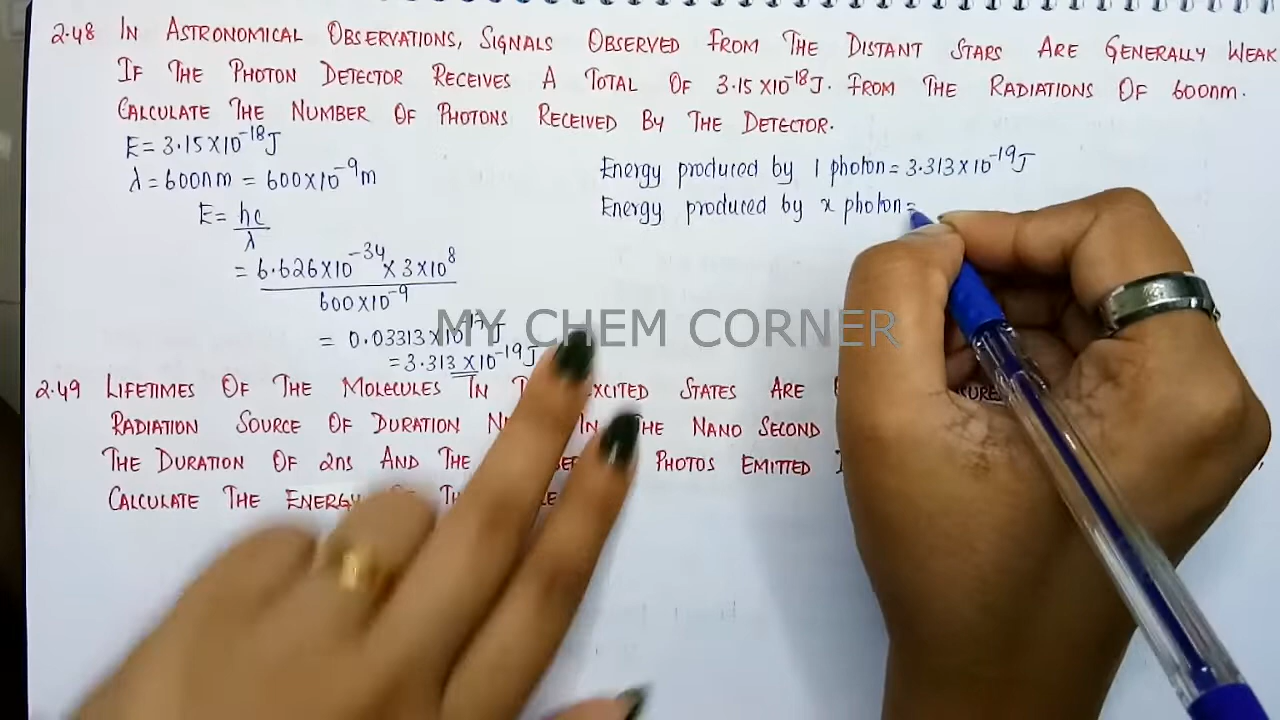 2.48 IN ASTRONOMICAL OBSERVATIONS, SIGNALS OBSERVED FROM THE DISTANT STARS ARE GENERALLY WEAK
IF THE PHOTON DETECTOR RECEIVES A TOTAL OF 3.15×10⁻¹⁸J. FROM THE RADIATIONS OF 600nm.
CALCULATE THE NUMBER OF PHOTONS RECEIVED BY THE DETECTOR.
E = 3.15×10⁻¹⁸J
λ = 600nm = 600×10⁻⁹m
E = hc
λ
= 6.626×10⁻³⁴ × 3×10⁸
600×10⁻⁹
= 0.03313×10⁻¹⁷J
= 3.313×10⁻¹⁹J
Energy produced by 1 photon = 3.313×10⁻¹⁹J
Energy produced by x photon =
MY CHEM CORNER
2.49 LIFETIMES OF THE MOLECULES IN EXCITED STATES ARE
RADIATION SOURCE OF DURATION IN THE NANO SECOND
THE DURATION OF 2ns AND THE PHOTOS EMITTED
CALCULATE THE ENERGY